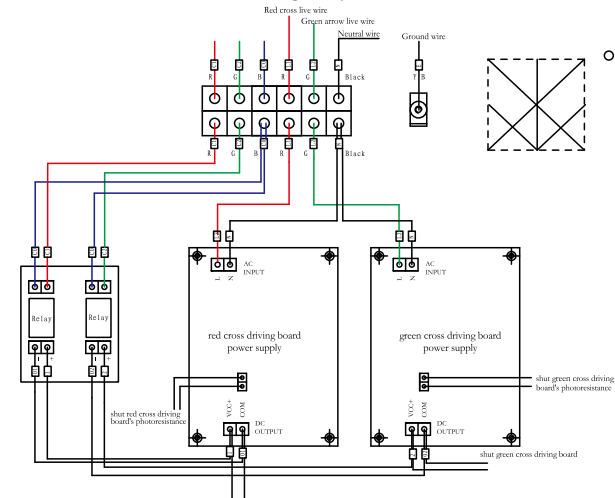 Red cross live wire
Green arrow live wire
Neutral wire
Ground wire
R G B R G Black
Y B
R G B R G Black
AC
INPUT
L N
AC
INPUT
L N
Relay
Relay
red cross driving board
power supply
green cross driving board
power supply
- +
- +
shut green cross driving
board's photoresistance
shut red cross driving
board's photoresistance
VCC+
COM
DC
OUTPUT
VCC+
COM
DC
OUTPUT
shut green cross driving board